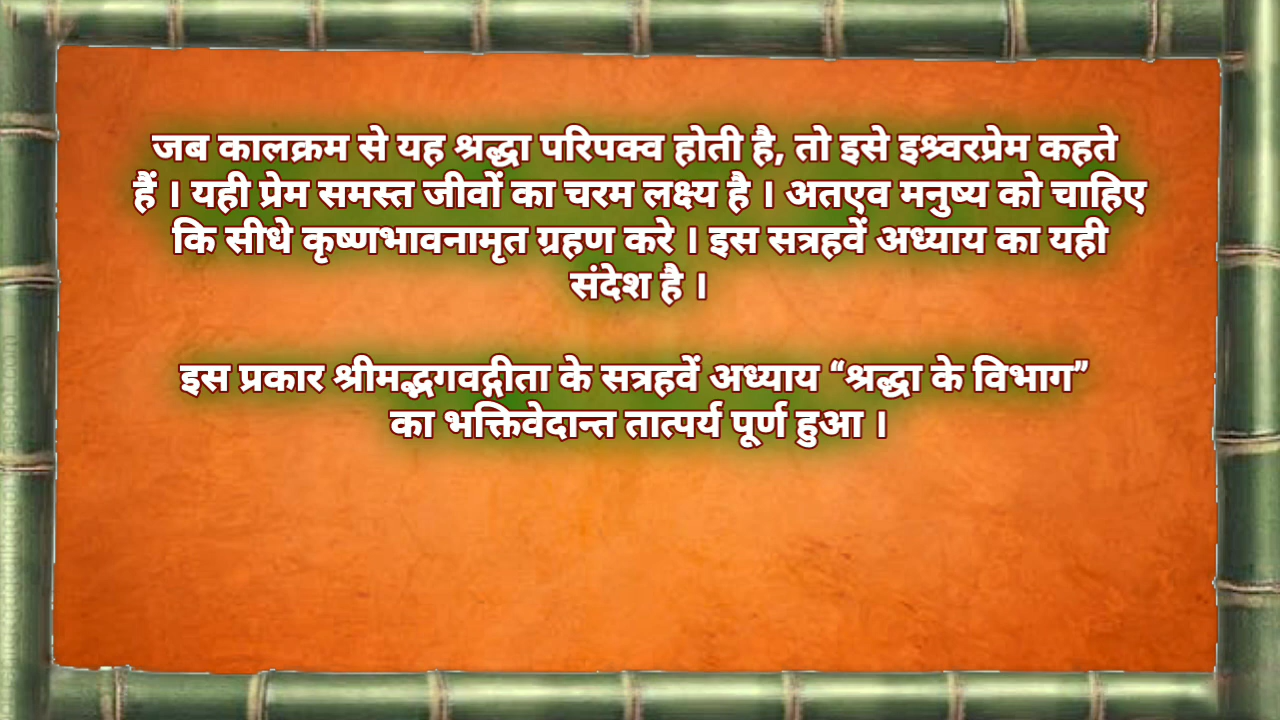 जब कालक्रम से यह श्रद्धा परिपक्व होती है, तो इसे इश्र्वरप्रेम कहते
हैं । यही प्रेम समस्त जीवों का चरम लक्ष्य है । अतएव मनुष्य को चाहिए
कि सीधे कृष्णभावनामृत ग्रहण करे । इस सत्रहवें अध्याय का यही
संदेश है ।
इस प्रकार श्रीमद्भगवद्गीता के सत्रहवें अध्याय “श्रद्धा के विभाग”
का भक्तिवेदान्त तात्पर्य पूर्ण हुआ ।